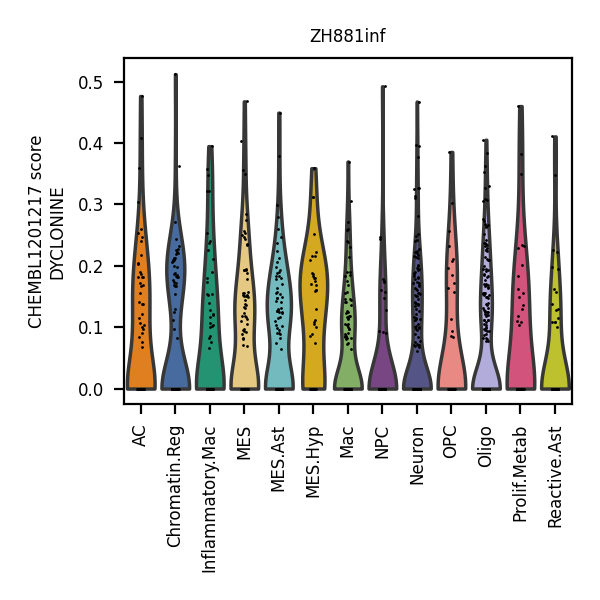 ZH881inf
CHEMBL1201217 score
DYCLONINE
0.5
0.4
0.3
0.2
0.1
0.0
AC
Chromatin.Reg
Inflammatory.Mac
MES
MES.Ast
MES.Hyp
Mac
NPC
Neuron
OPC
Oligo
Prolif.Metab
Reactive.Ast